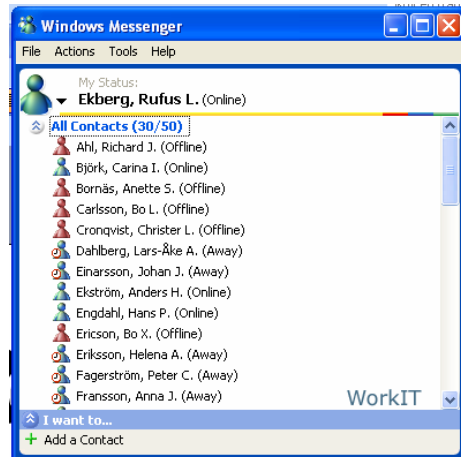 Windows Messenger
File Actions Tools Help
My Status:
Ekberg, Rufus L. (Online)
All Contacts (30/50)
Ahl, Richard J. (Offline)
Björk, Carina I. (Online)
Bornäs, Anette S. (Offline)
Carlsson, Bo L. (Offline)
Cronqvist, Christer L. (Offline)
Dahlberg, Lars-Åke A. (Away)
Einarsson, Johan J. (Away)
Ekström, Anders H. (Online)
Engdahl, Hans P. (Online)
Ericson, Bo X. (Offline)
Eriksson, Helena A. (Away)
Fagerström, Peter C. (Away)
Fransson, Anna J. (Away)
WorkIT
I want to...
Add a Contact